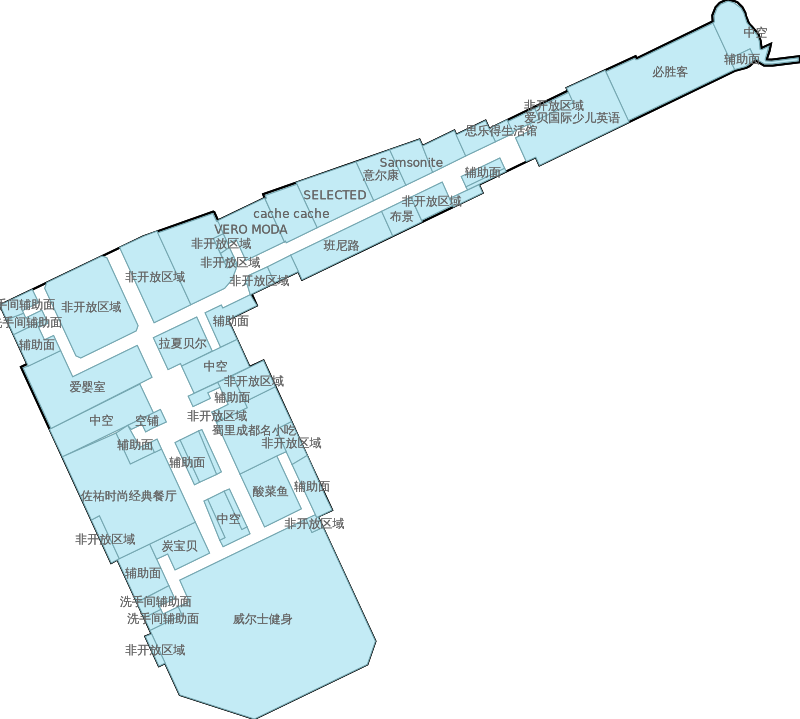 中空
辅助面
必胜客
非开放区域
爱贝国际少儿英语
思乐得生活馆
Samsonite
意尔康
辅助面
SELECTED
非开放区域
cache cache
布景
VERO MODA
非开放区域
班尼路
非开放区域
非开放区域
非开放区域
手间辅助面
非开放区域
洗手间辅助面
辅助面
拉夏贝尔
辅助面
中空
爱婴室
非开放区域
辅助面
非开放区域
中空
空铺
蜀里成都名小吃
辅助面
非开放区域
辅助面
辅助面
佐祐时尚经典餐厅
酸菜鱼
中空
非开放区域
非开放区域
炭宝贝
辅助面
洗手间辅助面
洗手间辅助面
威尔士健身
非开放区域